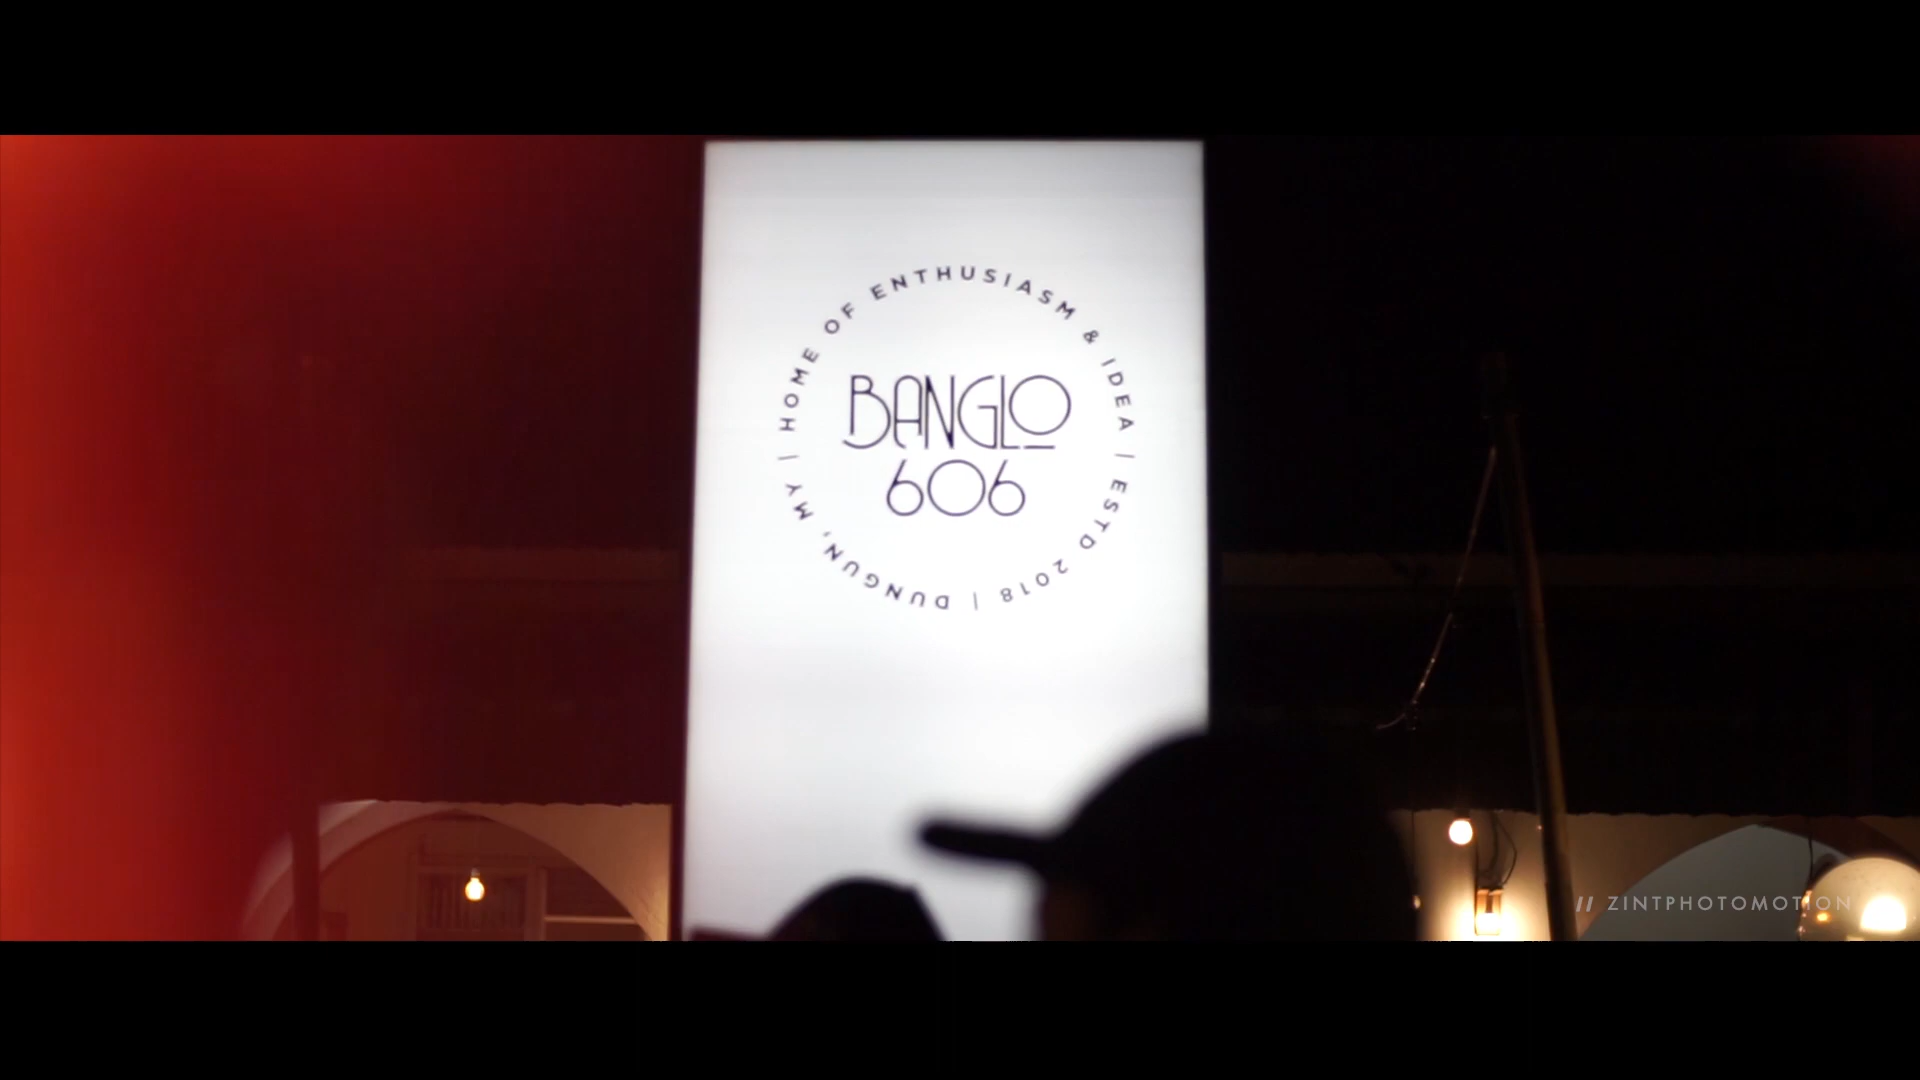 HOME OF ENTHUSIASM & IDEA | ESTD 2018 | DUNGUN, MY |
BANGLO
606
// ZINTPHOTOMOTION